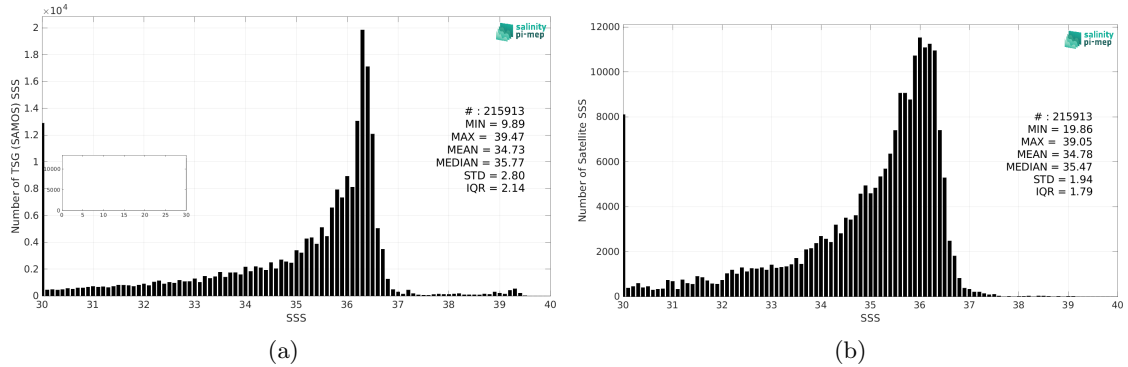 ×10^4
2
1.8
1.6
1.4
1.2
1
0.8
0.6
0.4
0.2
0
Number of TSG (SAMOS) SSS
salinity
pi-mep
# : 215913
MIN = 9.89
MAX = 39.47
MEAN = 34.73
MEDIAN = 35.77
STD = 2.80
IQR = 2.14
10000
5000
0
0 5 10 15 20 25 30
30 31 32 33 34 35 36 37 38 39 40
SSS
(a)
12000
10000
8000
6000
4000
2000
0
Number of Satellite SSS
salinity
pi-mep
# : 215913
MIN = 19.86
MAX = 39.05
MEAN = 34.78
MEDIAN = 35.47
STD = 1.94
IQR = 1.79
30 31 32 33 34 35 36 37 38 39 40
SSS
(b)